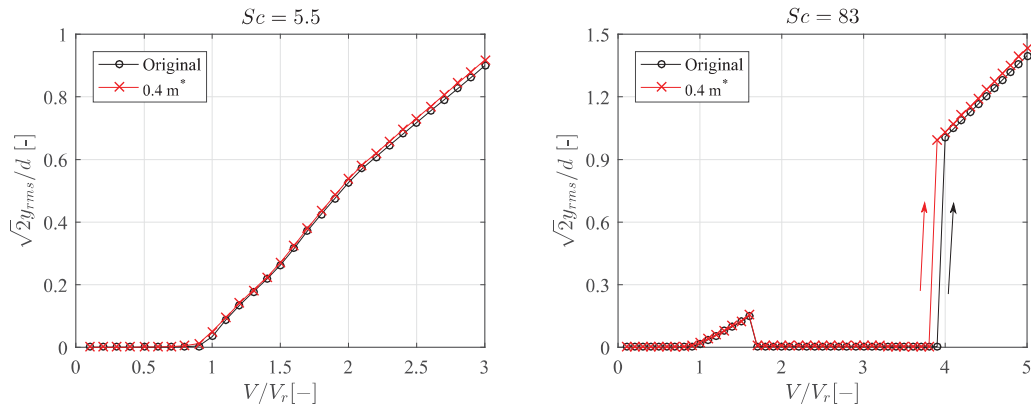 Sc = 5.5
Original
0.4 m*
1
0.8
0.6
0.4
0.2
0
√2y_rms/d [-]
0 0.5 1 1.5 2 2.5 3
V/V_r[−]
Sc = 83
Original
0.4 m*
1.5
1.2
0.9
0.6
0.3
0
√2y_rms/d [-]
0 1 2 3 4 5
V/V_r[−]